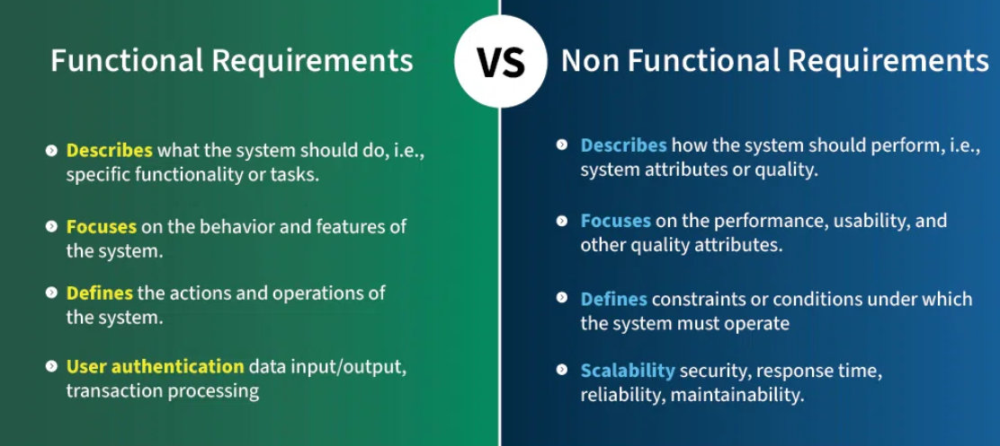 Functional Requirements
VS
Non Functional Requirements
Describes what the system should do, i.e.,
specific functionality or tasks.
Focuses on the behavior and features of
the system.
Defines the actions and operations of
the system.
User authentication data input/output,
transaction processing
Describes how the system should perform, i.e.,
system attributes or quality.
Focuses on the performance, usability, and
other quality attributes.
Defines constraints or conditions under which
the system must operate
Scalability security, response time,
reliability, maintainability.